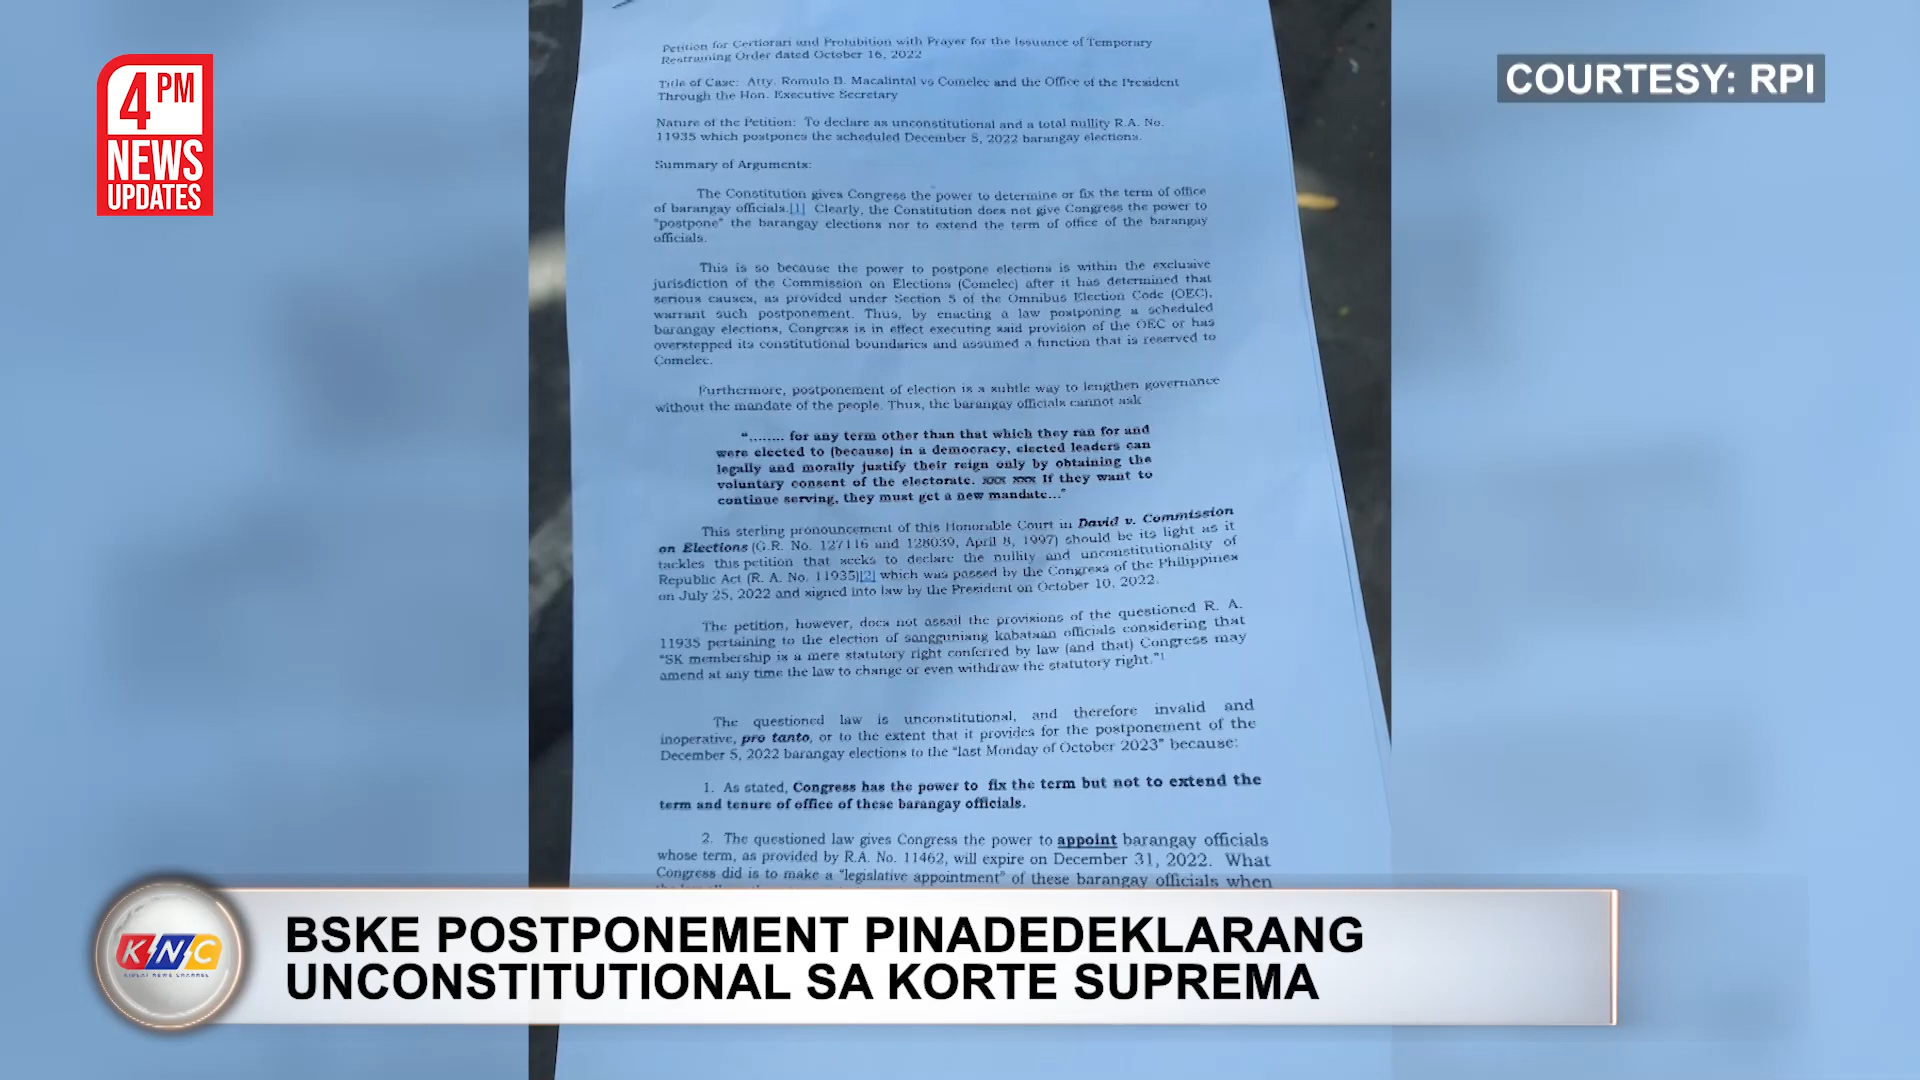 4 PM
NEWS
UPDATES
COURTESY: RPI
Petition for Certiorari and Prohibition with Prayer for the Issuance of Temporary
Restraining Order dated October 16, 2022
Title of Case: Atty. Romulo B. Macalintal vs Comelec and the Office of the President
Through the Hon. Executive Secretary
Nature of the Petition: To declare as unconstitutional and a total nullity R.A. No.
11935 which postpones the scheduled December 5, 2022 barangay elections.
Summary of Arguments:
The Constitution gives Congress the power to determine or fix the term of office
of barangay officials.[1] Clearly, the Constitution does not give Congress the power to
"postpone" the barangay elections nor to extend the term of office of the barangay
officials.
This is so because the power to postpone elections is within the exclusive
jurisdiction of the Commission on Elections (Comelec) after it has determined that
serious causes, as provided under Section 5 of the Omnibus Election Code (OEC),
warrant such postponement. Thus, by enacting a law postponing a scheduled
barangay elections, Congress is in effect executing said provision of the OEC or has
overstepped its constitutional boundaries and assumed a function that is reserved to
Comelec.
Furthermore, postponement of election is a subtle way to lengthen governance
without the mandate of the people. Thus, the barangay officials cannot ask
"........ for any term other than that which they ran for and
were elected to (because) in a democracy, elected leaders can
legally and morally justify their reign only by obtaining the
voluntary consent of the electorate. xxx xxx If they want to
continue serving, they must get a new mandate..."
This sterling pronouncement of this Honorable Court in David v. Commission
on Elections (G.R. No. 127116 and 128039, April 8, 1997) should be its light as it
tackles this petition that seeks to declare the nullity and unconstitutionality of
Republic Act (R. A. No. 11935)[2] which was passed by the Congress of the Philippines
on July 25, 2022 and signed into law by the President on October 10, 2022.
The petition, however, does not assail the provisions of the questioned R. A.
11935 pertaining to the election of sangguniang kabataan officials considering that
"SK membership is a mere statutory right conferred by law (and that) Congress may
amend at any time the law to change or even withdraw the statutory right."1
The questioned law is unconstitutional, and therefore invalid and
inoperative, pro tanto, or to the extent that it provides for the postponement of the
December 5, 2022 barangay elections to the "last Monday of October 2023" because:
1. As stated, Congress has the power to fix the term but not to extend the
term and tenure of office of these barangay officials.
2. The questioned law gives Congress the power to appoint barangay officials
whose term, as provided by R.A. No. 11462, will expire on December 31, 2022. What
Congress did is to make a "legislative appointment" of these barangay officials when
KNC
BSKE POSTPONEMENT PINADEDEKLARANG
UNCONSTITUTIONAL SA KORTE SUPREMA